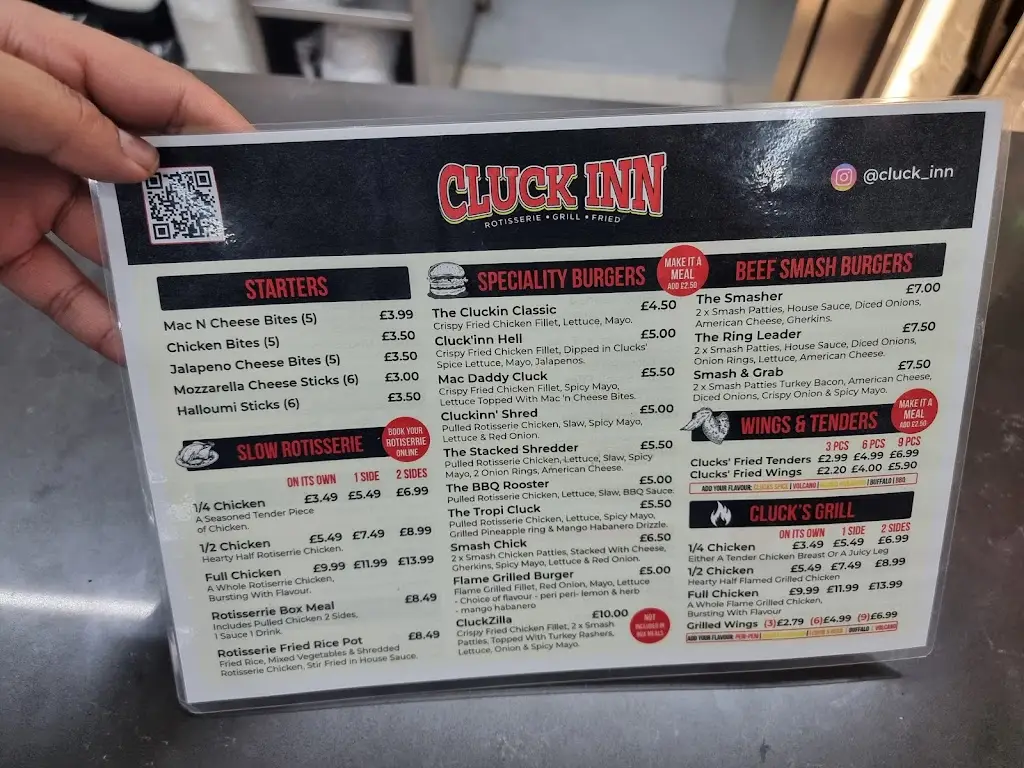 CLUCK INN
ROTISSERIE • GRILL • FRIED
@cluck_inn
STARTERS
Mac N Cheese Bites (5) £3.99
Chicken Bites (5) £3.50
Jalapeno Cheese Bites (5) £3.50
Mozzarella Cheese Sticks (6) £3.00
Halloumi Sticks (6) £3.50
SLOW ROTISSERIE
BOOK YOUR
ROTISERRIE
ONLINE
ON ITS OWN 1 SIDE 2 SIDES
1/4 Chicken £3.49 £5.49 £6.99
A Seasoned Tender Piece
of Chicken.
1/2 Chicken £5.49 £7.49 £8.99
Hearty Half Rotiserrie Chicken.
Full Chicken £9.99 £11.99 £13.99
A Whole Rotiserrie Chicken,
Bursting With Flavour.
Rotisserrie Box Meal £8.49
Includes Pulled Chicken 2 Sides,
1 Sauce 1 Drink.
Rotisserie Fried Rice Pot £8.49
Fried Rice, Mixed Vegetables & Shredded
Rotisserie Chicken, Stir Fried in House Sauce.
SPECIALITY BURGERS
MAKE IT A
MEAL
ADD £2.50
The Cluckin Classic £4.50
Crispy Fried Chicken Fillet, Lettuce, Mayo.
Cluck'inn Hell £5.00
Crispy Fried Chicken Fillet, Dipped in Clucks'
Spice Lettuce, Mayo, Jalapenos.
Mac Daddy Cluck £5.50
Crispy Fried Chicken Fillet, Spicy Mayo,
Lettuce Topped With Mac 'n Cheese Bites.
Cluckinn' Shred £5.00
Pulled Rotisserie Chicken, Slaw, Spicy Mayo,
Lettuce & Red Onion.
The Stacked Shredder £5.50
Pulled Rotisserie Chicken, Lettuce, Slaw, Spicy
Mayo, 2 Onion Rings, American Cheese.
The BBQ Rooster £5.00
Pulled Rotisserie Chicken, Lettuce, Slaw, BBQ Sauce.
The Tropi Cluck £5.50
Pulled Rotisserie Chicken, Lettuce, Spicy Mayo,
Grilled Pineapple ring & Mango Habanero Drizzle.
Smash Chick £6.50
2 x Smash Chicken Patties, Stacked With Cheese,
Gherkins, Spicy Mayo, Lettuce & Red Onion.
Flame Grilled Burger £5.00
Flame Grilled Fillet, Red Onion, Mayo, Lettuce
- Choice of flavour - peri peri- lemon & herb
- mango habanero
CluckZilla £10.00
Crispy Fried Chicken Fillet, 2 x Smash
Patties, Topped With Turkey Rashers,
Lettuce, Onion & Spicy Mayo.
NOT
INCLUDED IN
BOX MEALS
BEEF SMASH BURGERS
The Smasher £7.00
2 x Smash Patties, House Sauce, Diced Onions,
American Cheese, Gherkins.
The Ring Leader £7.50
2 x Smash Patties, House Sauce, Diced Onions,
Onion Rings, Lettuce, American Cheese.
Smash & Grab £7.50
2 x Smash Patties Turkey Bacon, American Cheese,
Diced Onions, Crispy Onion & Spicy Mayo.
WINGS & TENDERS
MAKE IT A
MEAL
ADD £2.50
3 PCS 6 PCS 9 PCS
Clucks' Fried Tenders £2.99 £4.99 £6.99
Clucks' Fried Wings £2.20 £4.00 £5.90
ADD YOUR FLAVOUR: CLUCKS SPICE | VOLCANO | | BUFFALO | BBQ
CLUCK'S GRILL
ON ITS OWN 1 SIDE 2 SIDES
1/4 Chicken £3.49 £5.49 £6.99
Either A Tender Chicken Breast Or A Juicy Leg
1/2 Chicken £5.49 £7.49 £8.99
Hearty Half Flamed Grilled Chicken
Full Chicken £9.99 £11.99 £13.99
A Whole Flame Grilled Chicken,
Bursting With Flavour
Grilled Wings (3) £2.79 (6) £4.99 (9) £6.99
ADD YOUR FLAVOUR: PERI-PERI | | | BUFFALO | VOLCANO